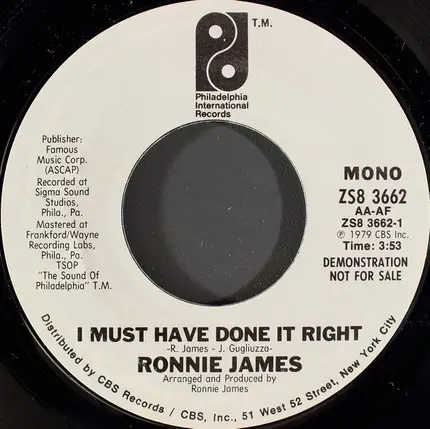 T.M.
Philadelphia
International
Records
Publisher:
Famous
Music Corp.
(ASCAP)
Recorded at
Sigma Sound
Studios,
Phila., Pa.
Mastered at
Frankford/Wayne
Recording Labs,
Phila., Pa.
TSOP
"The Sound Of
Philadelphia" T.M.
MONO
ZS8 3662
AA-AF
ZS8 3662-1
℗ 1979 CBS Inc.
Time: 3:53
DEMONSTRATION
NOT FOR SALE
I MUST HAVE DONE IT RIGHT
-R. James - J. Gugliuzza-
RONNIE JAMES
Arranged and Produced by
Ronnie James
Distributed by CBS Records / CBS, Inc., 51 West 52 Street, New York City